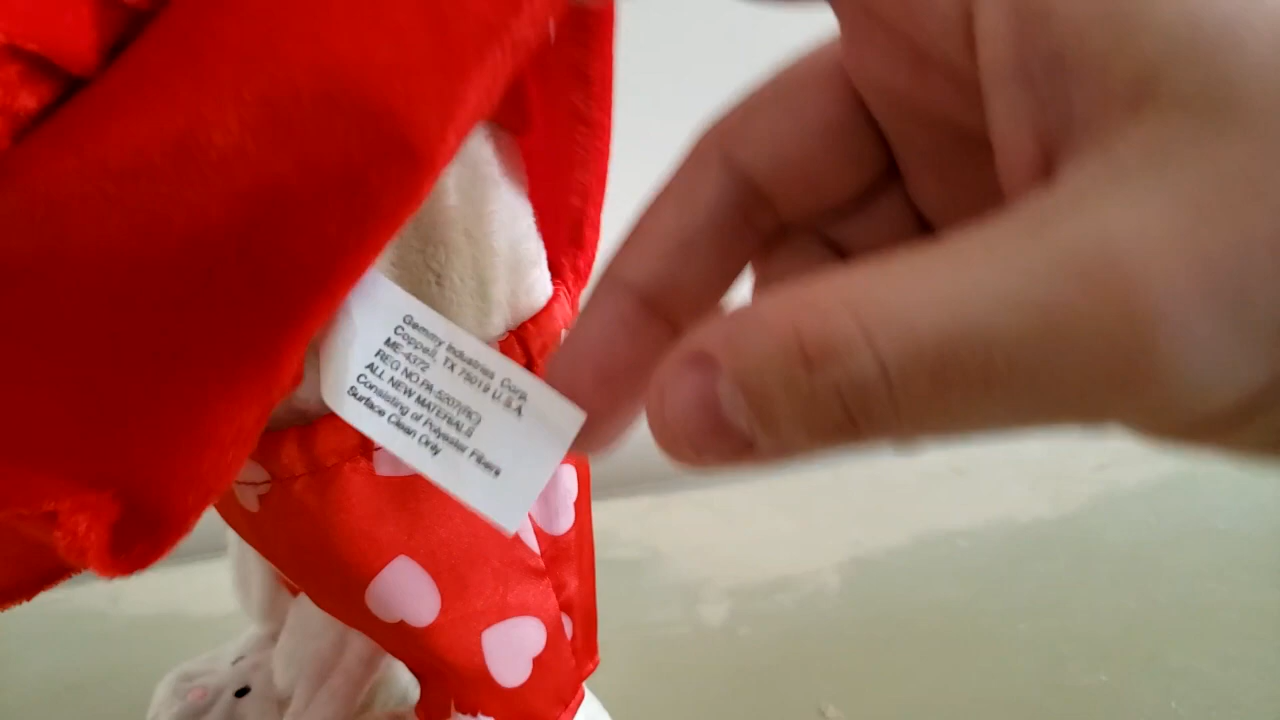 Gemmy Industries Corp.
Coppell, TX 75019 U.S.A.
ME-4372
REG NO.PA-5207(RC)
ALL NEW MATERIALS
Consisting of Polyester Fibers
Surface Clean Only